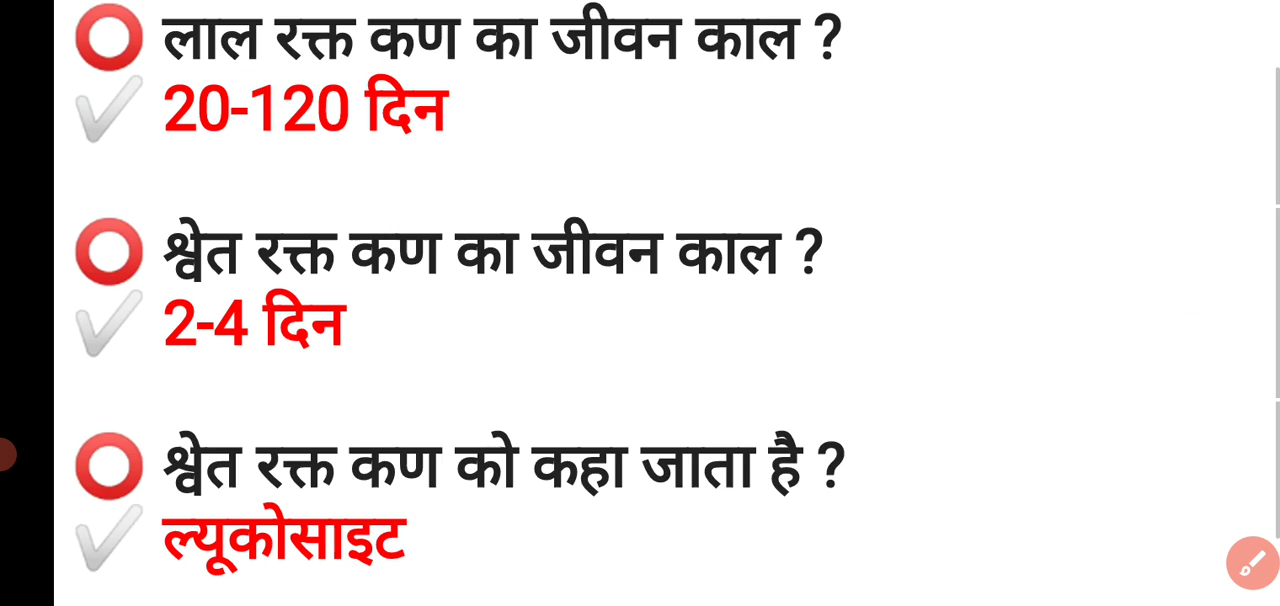 लाल रक्त कण का जीवन काल ?
20-120 दिन
श्वेत रक्त कण का जीवन काल ?
2-4 दिन
श्वेत रक्त कण को कहा जाता है ?
ल्यूकोसाइट